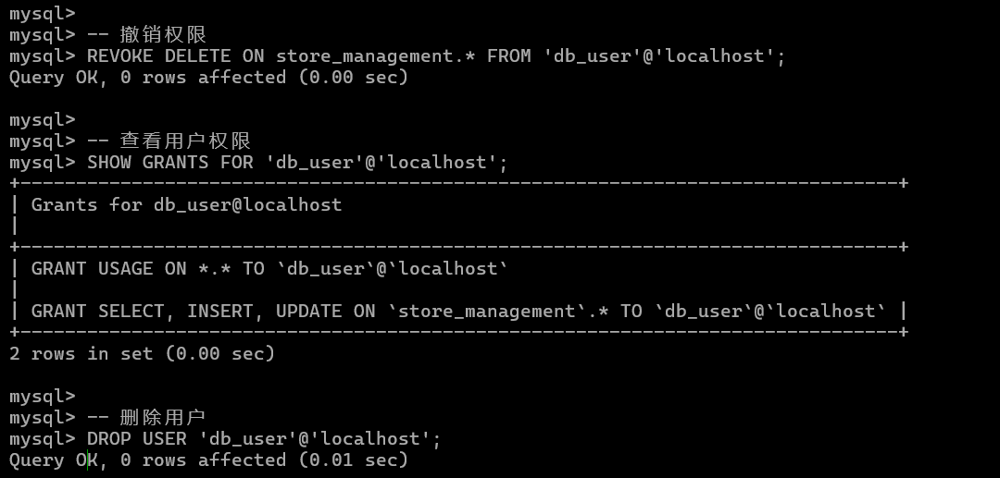 mysql>
mysql> -- 撤销权限
mysql> REVOKE DELETE ON store_management.* FROM 'db_user'@'localhost';
Query OK, 0 rows affected (0.00 sec)
mysql>
mysql> -- 查看用户权限
mysql> SHOW GRANTS FOR 'db_user'@'localhost';
+-------------------------------------------------------------------------------+
| Grants for db_user@localhost
|
+-------------------------------------------------------------------------------+
| GRANT USAGE ON *.* TO `db_user`@`localhost`
|
| GRANT SELECT, INSERT, UPDATE ON `store_management`.* TO `db_user`@`localhost` |
+-------------------------------------------------------------------------------+
2 rows in set (0.00 sec)
mysql>
mysql> -- 删除用户
mysql> DROP USER 'db_user'@'localhost';
Query OK, 0 rows affected (0.01 sec)